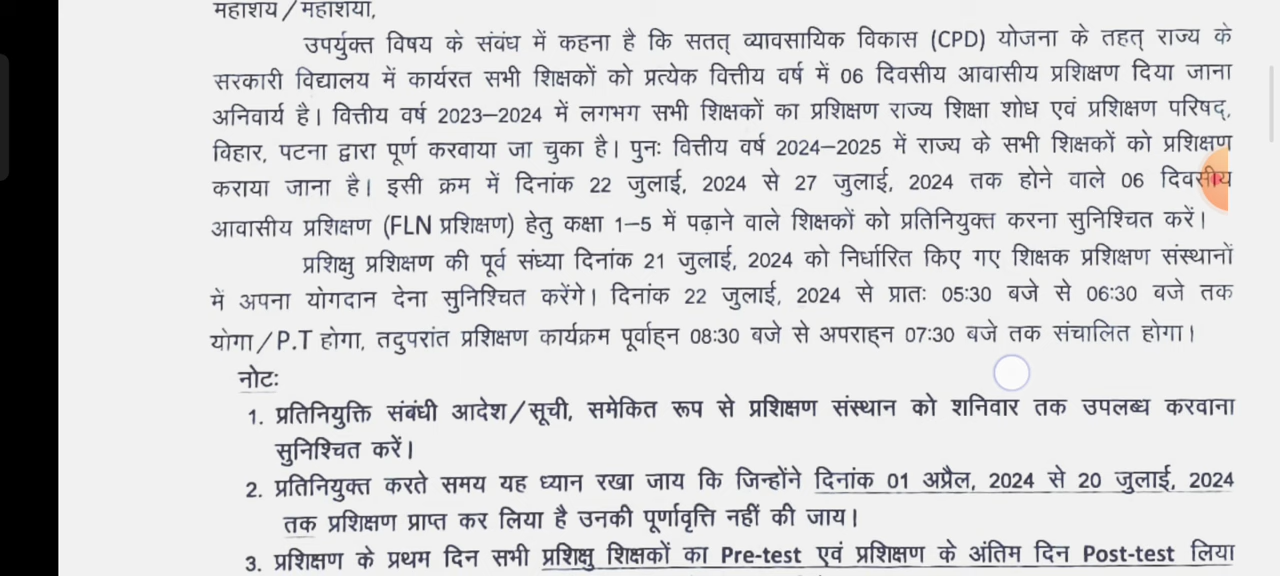 महाशय/महाशया,
उपर्युक्त विषय के संबंध में कहना है कि सतत् व्यावसायिक विकास (CPD) योजना के तहत् राज्य के
सरकारी विद्यालय में कार्यरत सभी शिक्षकों को प्रत्येक वित्तीय वर्ष में 06 दिवसीय आवासीय प्रशिक्षण दिया जाना
अनिवार्य है। वित्तीय वर्ष 2023–2024 में लगभग सभी शिक्षकों का प्रशिक्षण राज्य शिक्षा शोध एवं प्रशिक्षण परिषद्,
विहार, पटना द्वारा पूर्ण करवाया जा चुका है। पुनः वित्तीय वर्ष 2024–2025 में राज्य के सभी शिक्षकों को प्रशिक्षण
कराया जाना है। इसी क्रम में दिनांक 22 जुलाई, 2024 से 27 जुलाई, 2024 तक होने वाले 06 दिवसीय
आवासीय प्रशिक्षण (FLN प्रशिक्षण) हेतु कक्षा 1–5 में पढ़ाने वाले शिक्षकों को प्रतिनियुक्त करना सुनिश्चित करें।
प्रशिक्षु प्रशिक्षण की पूर्व संध्या दिनांक 21 जुलाई, 2024 को निर्धारित किए गए शिक्षक प्रशिक्षण संस्थानों
में अपना योगदान देना सुनिश्चित करेंगे। दिनांक 22 जुलाई, 2024 से प्रातः 05:30 बजे से 06:30 बजे तक
योगा/P.T होगा, तदुपरांत प्रशिक्षण कार्यक्रम पूर्वाह्न 08:30 बजे से अपराह्न 07:30 बजे तक संचालित होगा।
नोटः
1. प्रतिनियुक्ति संबंधी आदेश/सूची, समेकित रूप से प्रशिक्षण संस्थान को शनिवार तक उपलब्ध करवाना
सुनिश्चित करें।
2. प्रतिनियुक्त करते समय यह ध्यान रखा जाय कि जिन्होंने दिनांक 01 अप्रैल, 2024 से 20 जुलाई, 2024
तक प्रशिक्षण प्राप्त कर लिया है उनकी पूर्णावृत्ति नहीं की जाय।
3. प्रशिक्षण के प्रथम दिन सभी प्रशिक्षु शिक्षकों का Pre-test एवं प्रशिक्षण के अंतिम दिन Post-test लिया